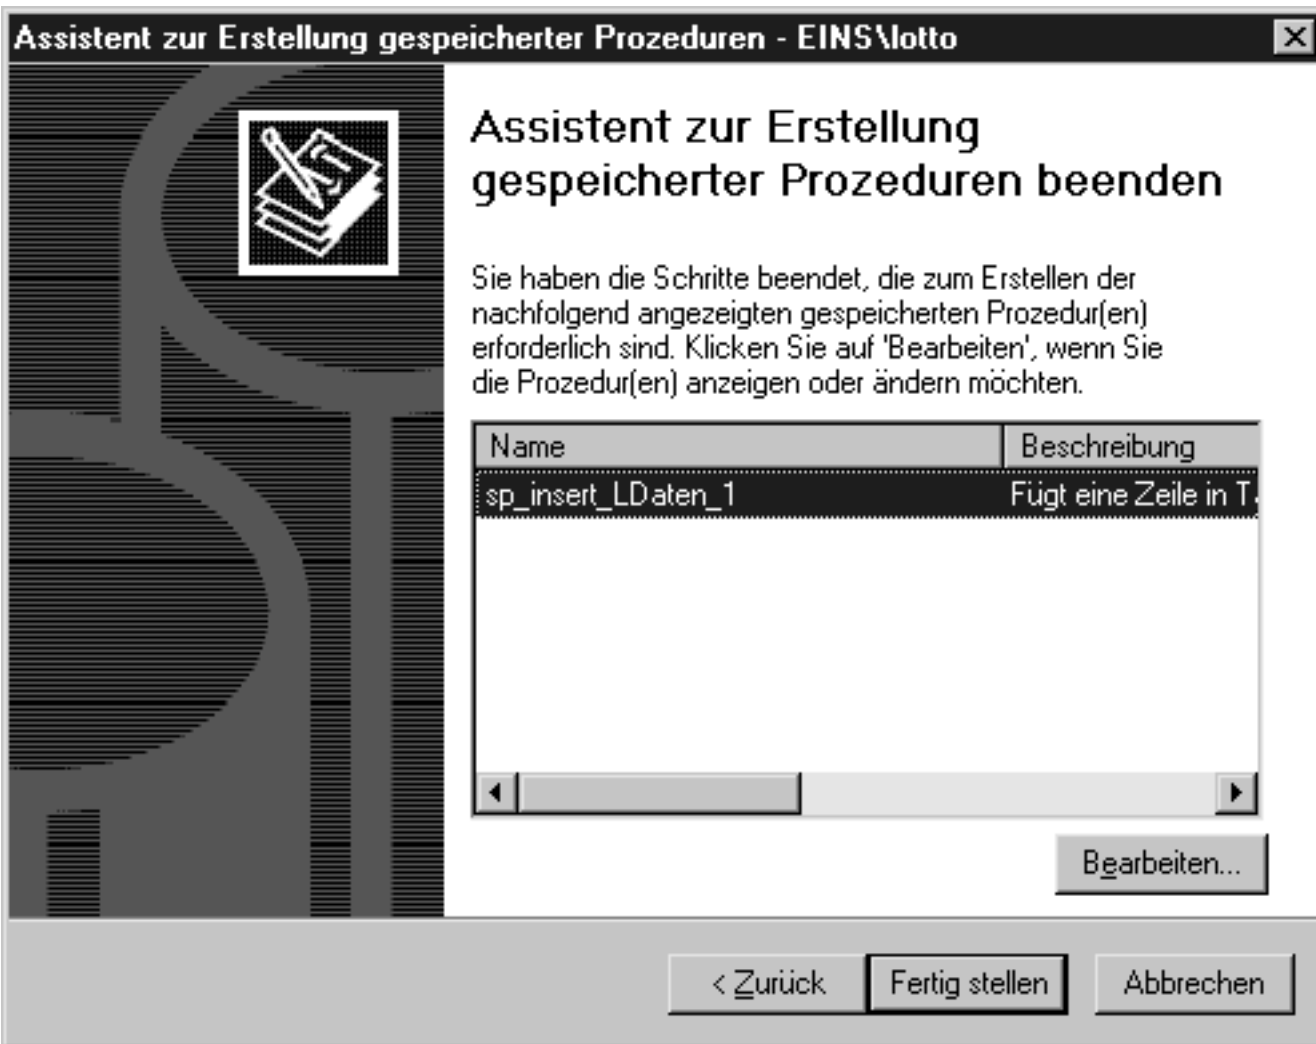 Assistent zur Erstellung gespeicherter Prozeduren - EINS\lotto
Assistent zur Erstellung
gespeicherter Prozeduren beenden
Sie haben die Schritte beendet, die zum Erstellen der
nachfolgend angezeigten gespeicherten Prozedur(en)
erforderlich sind. Klicken Sie auf 'Bearbeiten', wenn Sie
die Prozedur(en) anzeigen oder ändern möchten.
Name Beschreibung
sp_insert_LDaten_1 Fügt eine Zeile in
Bearbeiten...
< Zurück Fertig stellen Abbrechen